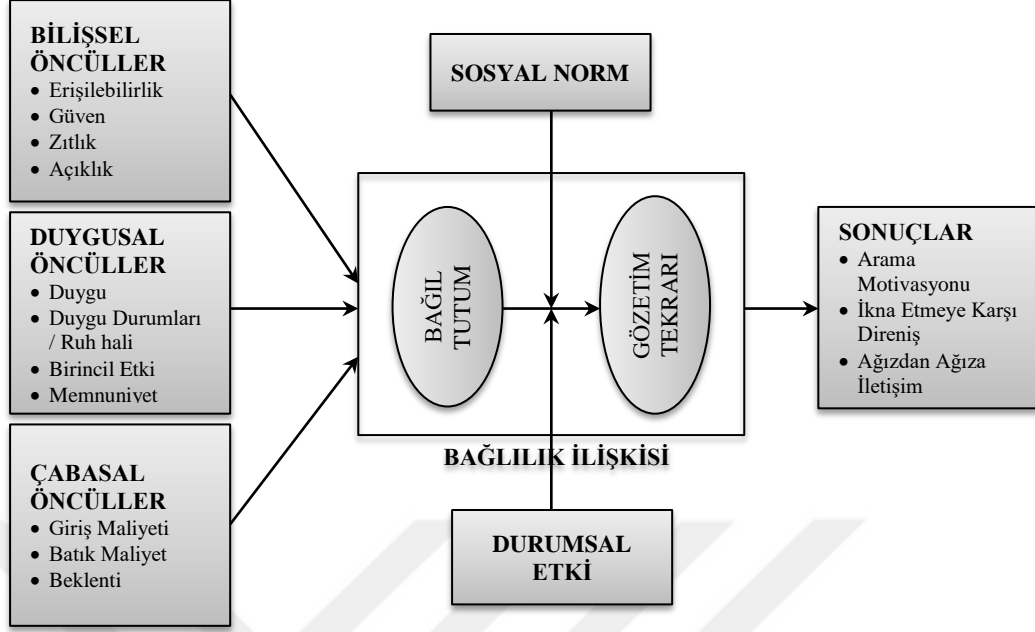 BİLİŞSEL
ÖNCÜLLER
• Erişilebilirlik
• Güven
• Zıtlık
• Açıklık
DUYGUSAL
ÖNCÜLLER
• Duygu
• Duygu Durumları
/ Ruh hali
• Birincil Etki
• Memnuniyet
ÇABASAL
ÖNCÜLLER
• Giriş Maliyeti
• Batık Maliyet
• Beklenti
SOSYAL NORM
BAĞIL
TUTUM
GÖZETİM
TEKRARI
BAĞLILIK İLİŞKİSİ
DURUMSAL
ETKİ
SONUÇLAR
• Arama
Motivasyonu
• İkna Etmeye Karşı
Direniş
• Ağızdan Ağıza
İletişim